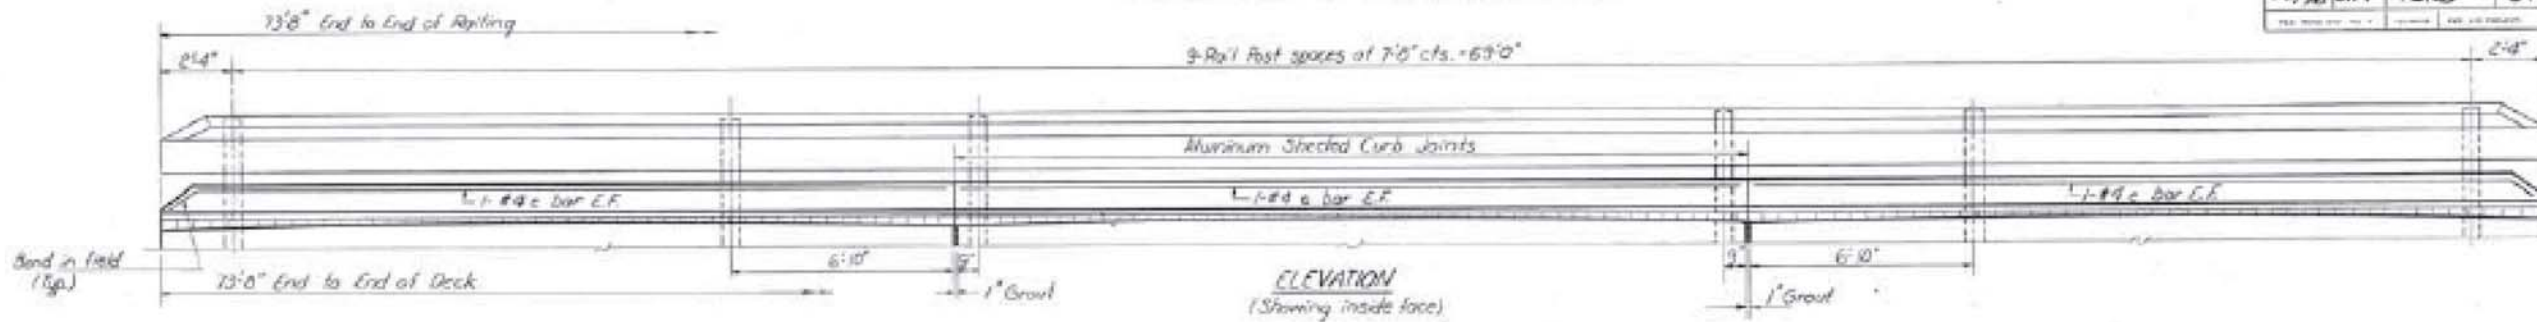 73'8" End to End of Railing
2'-4"
9-Rail Post spaces at 7'-8" cts. = 69'0"
2'-4"
Aluminum Sheeted Curb Joints
1-#4 e bar E.F.
1-#4 e bar E.F.
1-#4 e bar E.F.
Bend in field
(Typ.)
6'-10"
9"
9"
6'-10"
73'-8" End to End of Deck
1" Grout
ELEVATION
(Showing inside face)
1" Grout